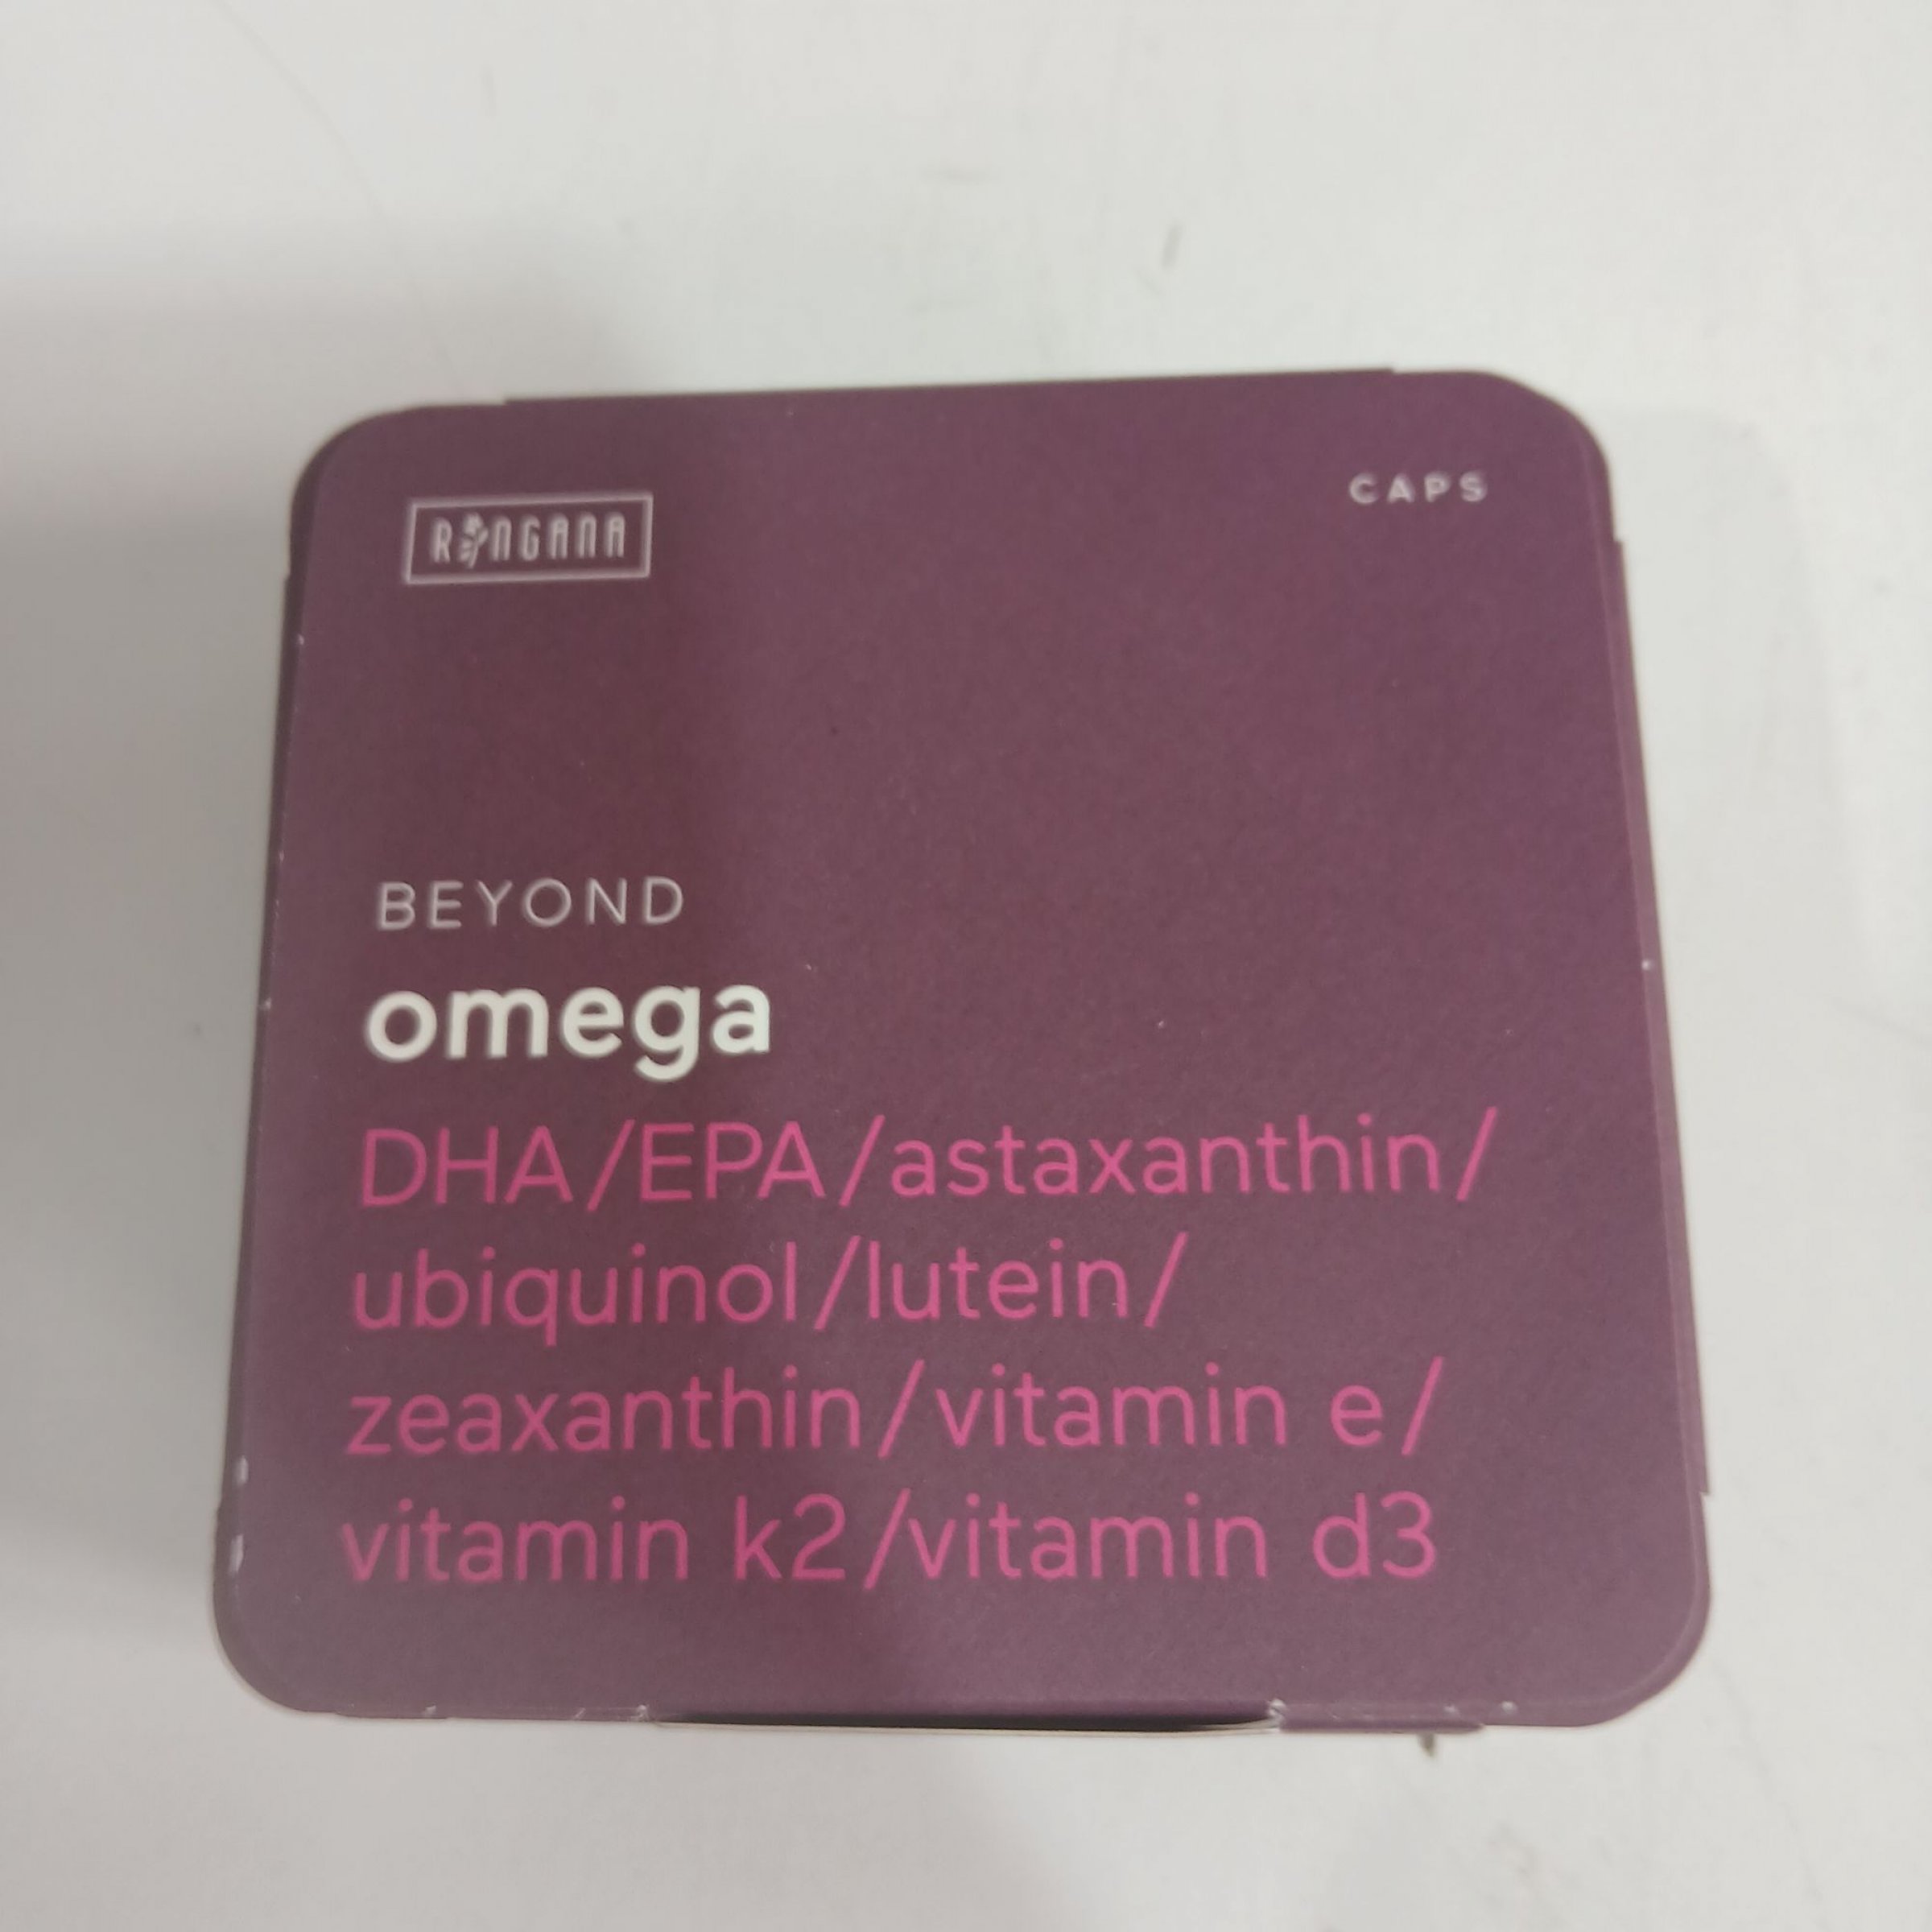 RINGANA
CAPS
BEYOND
omega
DHA/EPA/astaxanthin/
ubiquinol/lutein/
zeaxanthin/vitamin e/
vitamin k2/vitamin d3